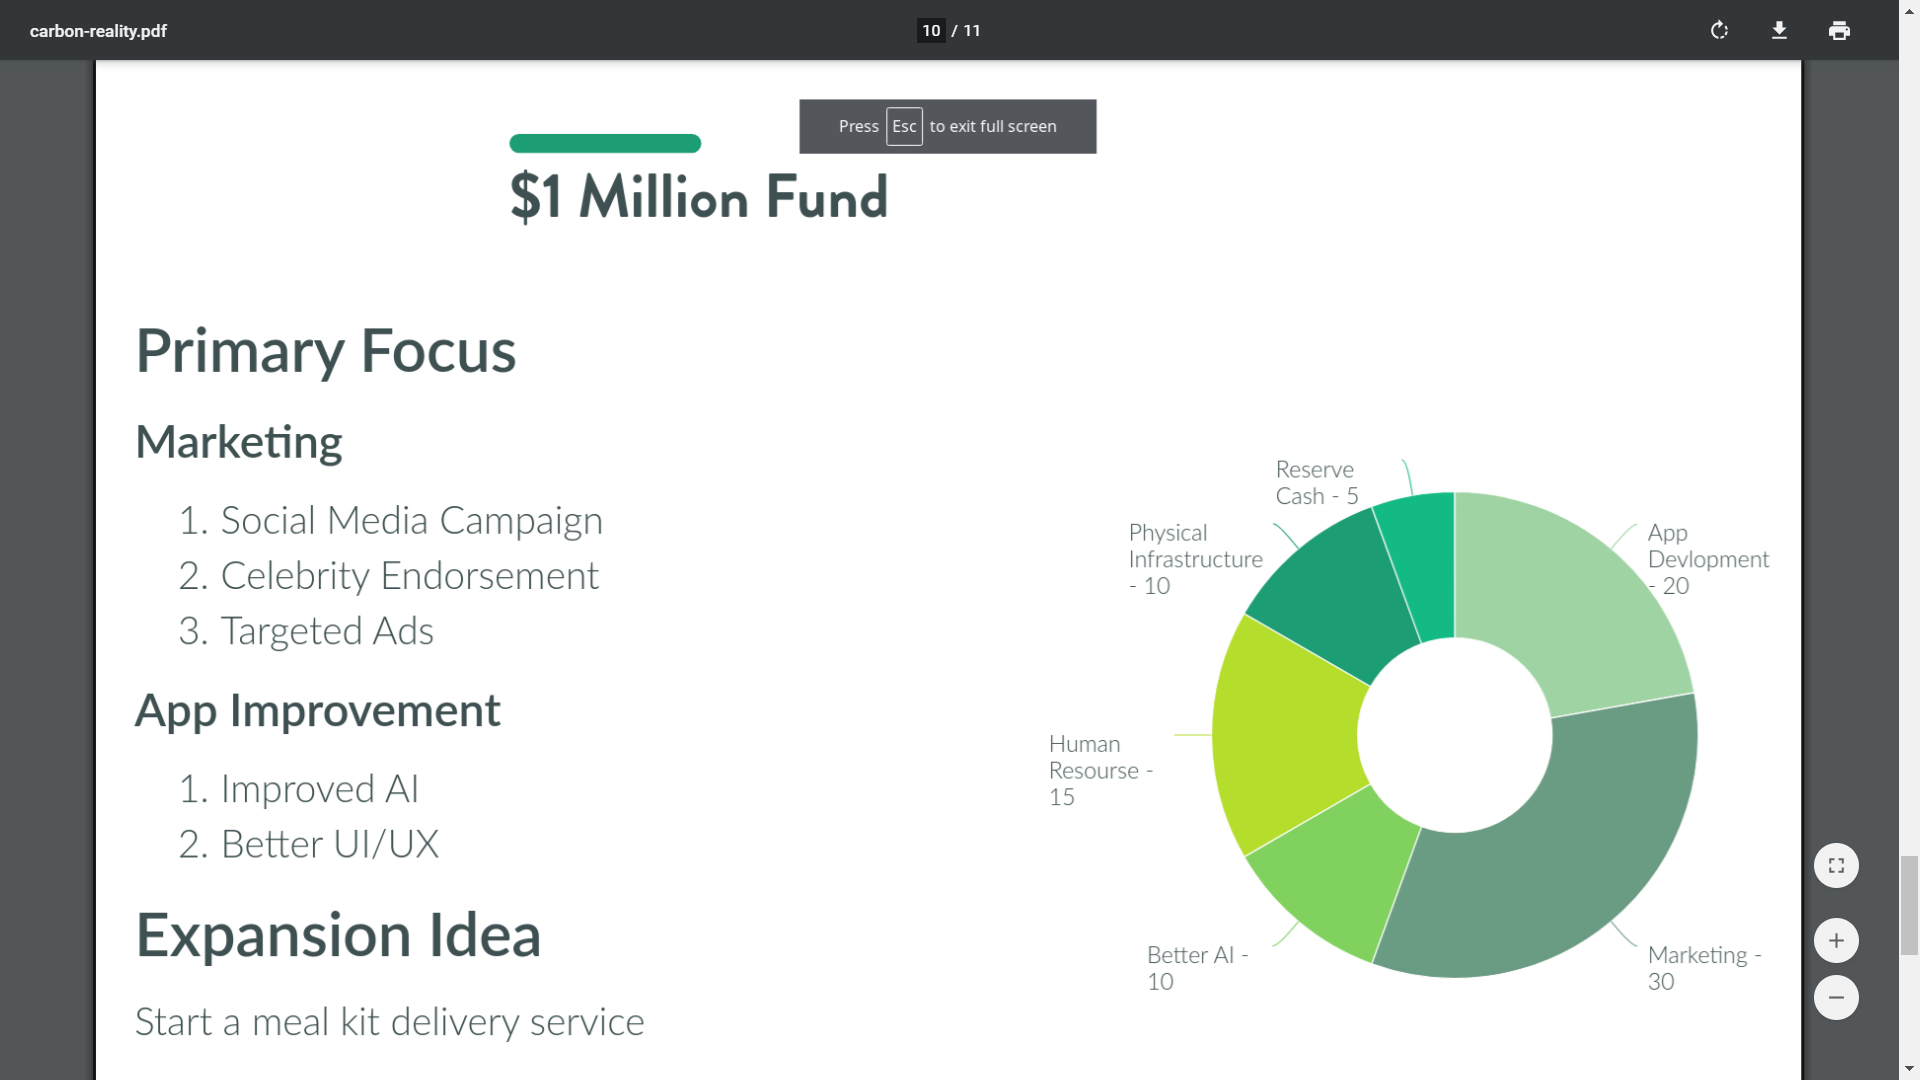 carbon-reality.pdf
10 / 11
Press Esc to exit full screen
$1 Million Fund
Primary Focus
Marketing
1. Social Media Campaign
2. Celebrity Endorsement
3. Targeted Ads
App Improvement
1. Improved AI
2. Better UI/UX
Expansion Idea
Start a meal kit delivery service
Reserve
Cash - 5
Physical
Infrastructure
- 10
App
Devlopment
- 20
Human
Resourse -
15
Better AI -
10
Marketing -
30